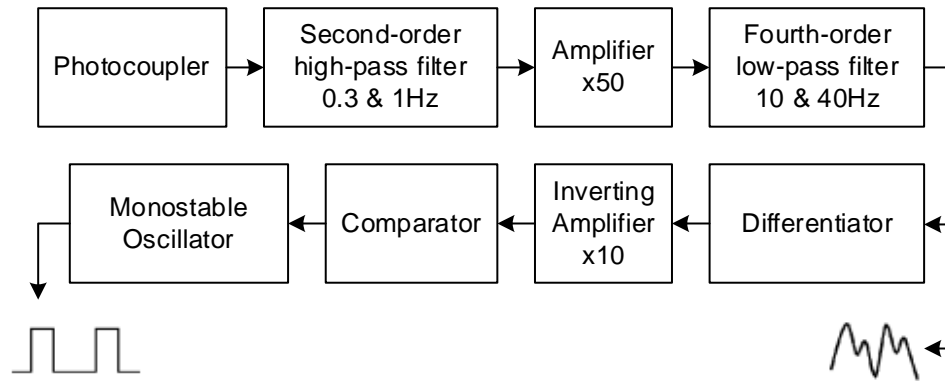 Photocoupler
Second-order
high-pass filter
0.3 & 1Hz
Amplifier
x50
Fourth-order
low-pass filter
10 & 40Hz
Monostable
Oscillator
Comparator
Inverting
Amplifier
x10
Differentiator